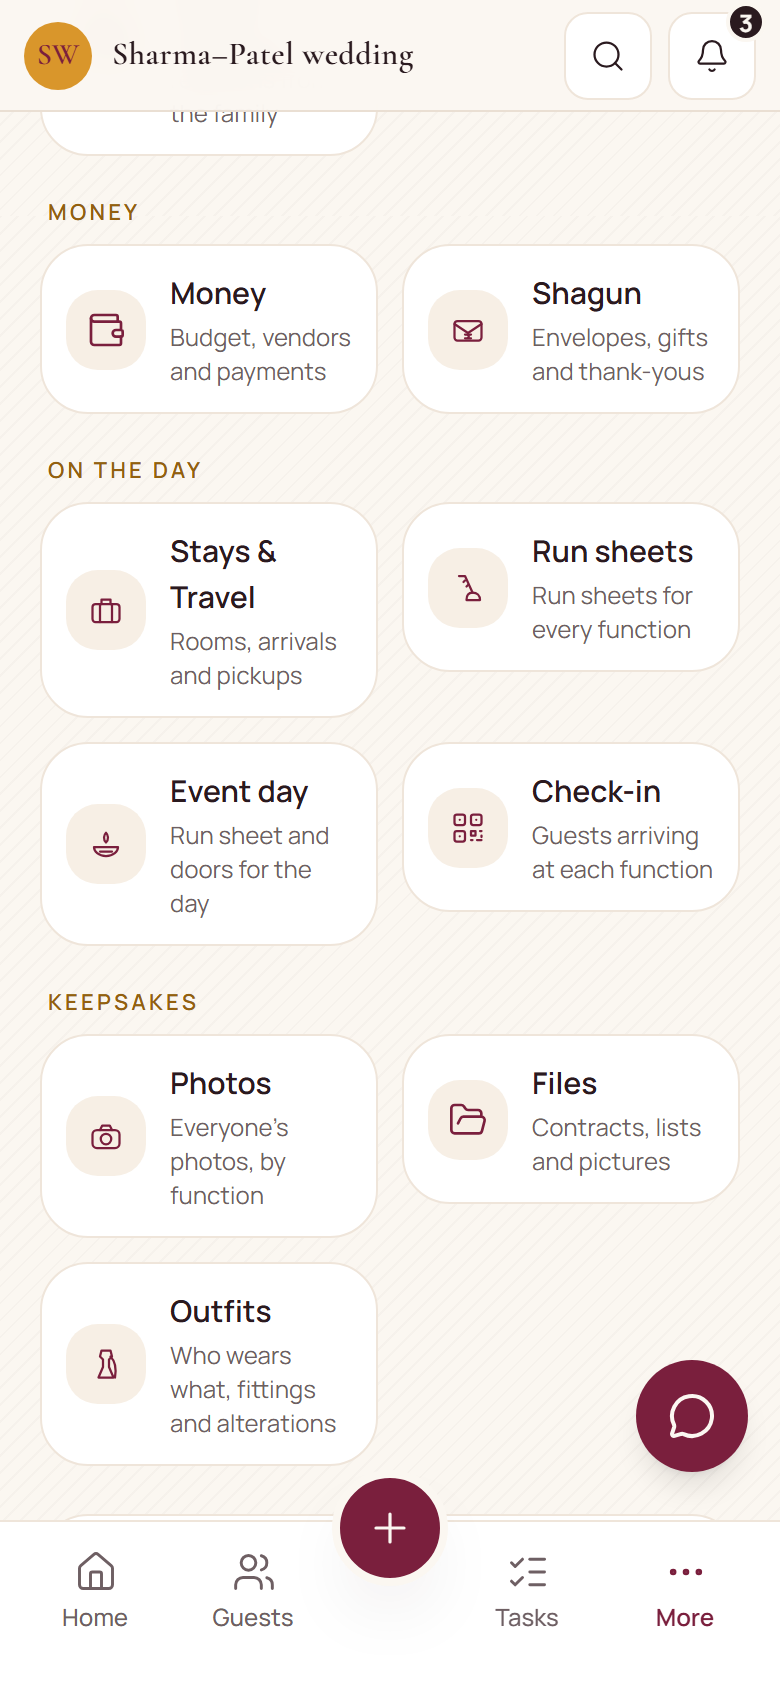 SW
Sharma–Patel wedding
3
the family
MONEY
Money
Budget, vendors
and payments
Shagun
Envelopes, gifts
and thank-yous
ON THE DAY
Stays &
Travel
Rooms, arrivals
and pickups
Run sheets
Run sheets for
every function
Event day
Run sheet and
doors for the
day
Check-in
Guests arriving
at each function
KEEPSAKES
Photos
Everyone’s
photos, by
function
Files
Contracts, lists
and pictures
Outfits
Who wears
what, fittings
and alterations
Home
Guests
Tasks
More